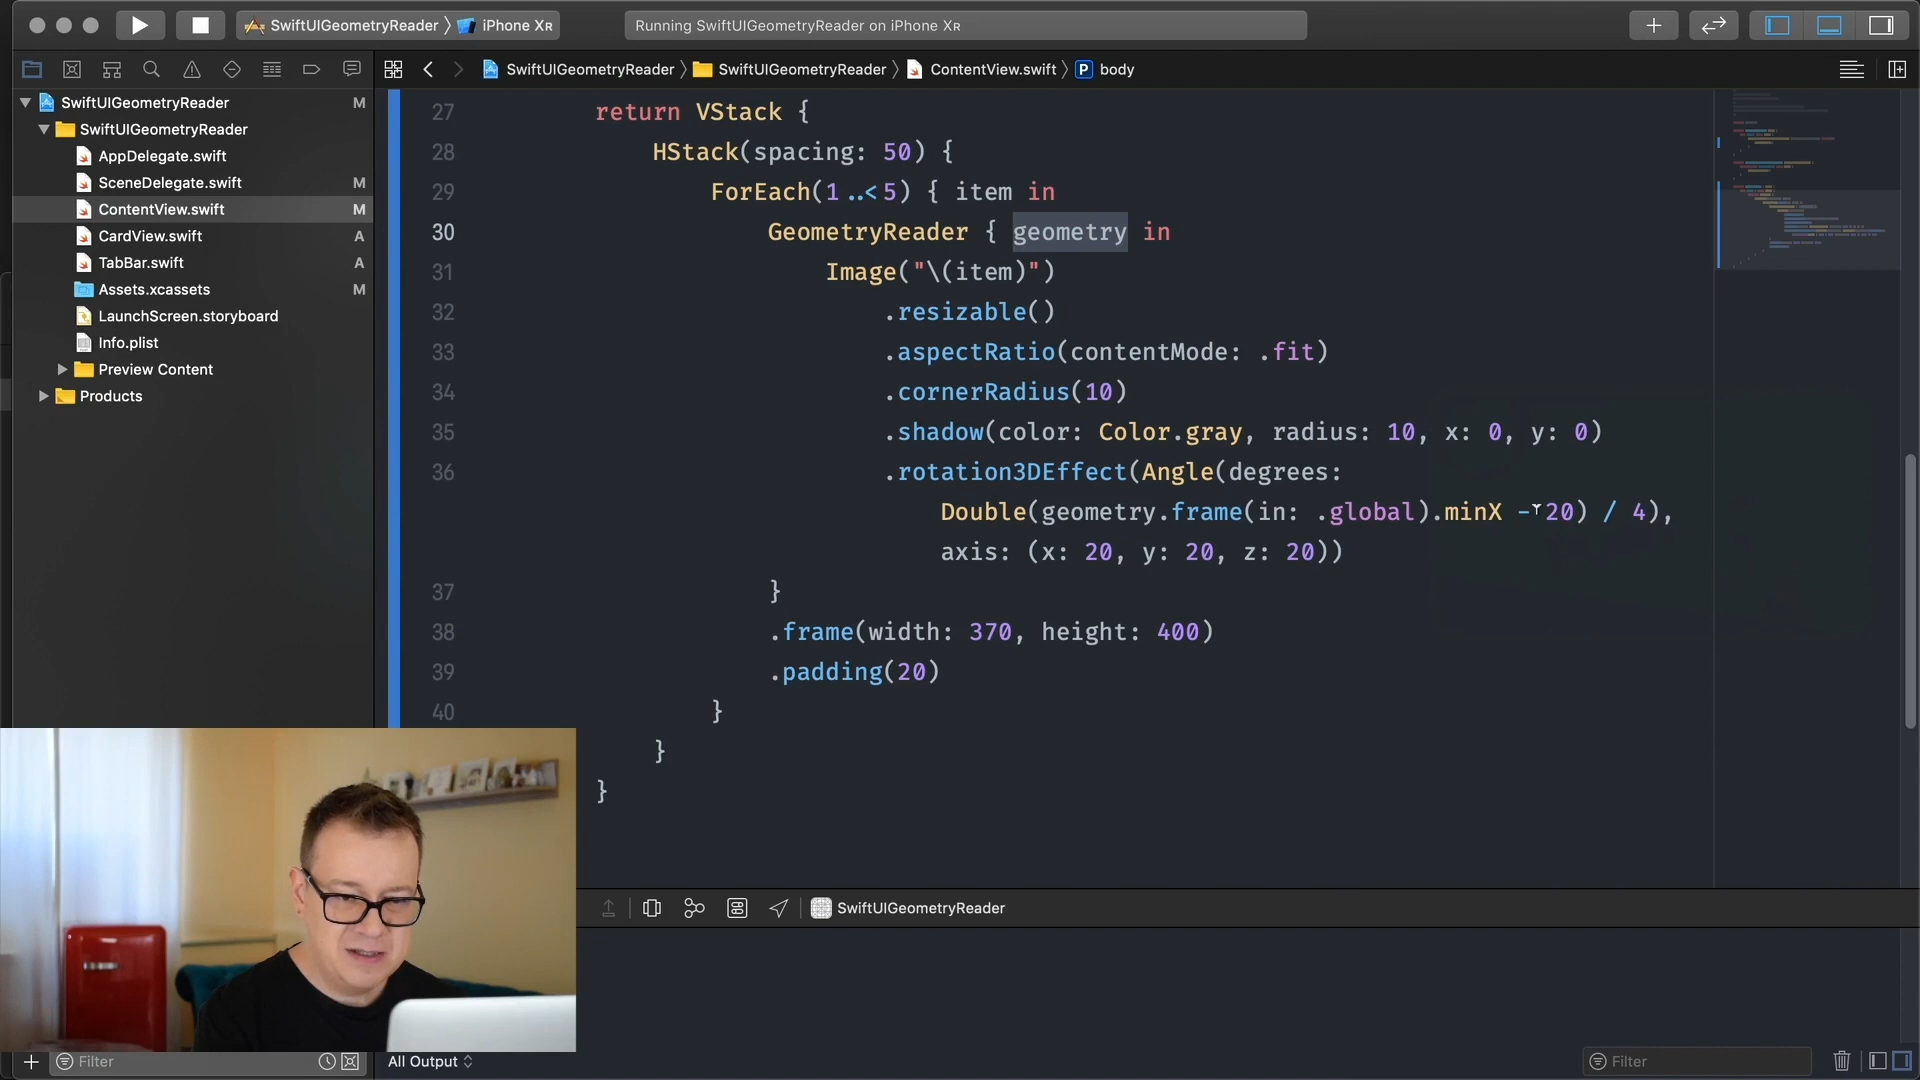 SwiftUIGeometryReader 〉 iPhone XR
Running SwiftUIGeometryReader on iPhone XR
SwiftUIGeometryReader 〉 SwiftUIGeometryReader 〉 ContentView.swift 〉 P body
SwiftUIGeometryReader M
SwiftUIGeometryReader
AppDelegate.swift
SceneDelegate.swift M
ContentView.swift M
CardView.swift A
TabBar.swift A
Assets.xcassets M
LaunchScreen.storyboard
Info.plist
Preview Content
Products
27 return VStack {
28 HStack(spacing: 50) {
29 ForEach(1 ..< 5) { item in
30 GeometryReader { geometry in
31 Image("\(item)")
32 .resizable()
33 .aspectRatio(contentMode: .fit)
34 .cornerRadius(10)
35 .shadow(color: Color.gray, radius: 10, x: 0, y: 0)
36 .rotation3DEffect(Angle(degrees:
Double(geometry.frame(in: .global).minX - 20) / 4),
axis: (x: 20, y: 20, z: 20))
37 }
38 .frame(width: 370, height: 400)
39 .padding(20)
40 }
}
}
SwiftUIGeometryReader
Filter
All Output
Filter